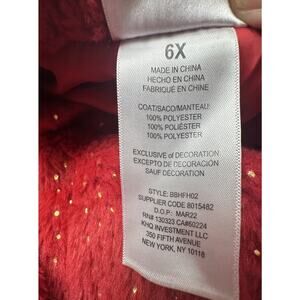 6X
MADE IN CHINA
HECHO EN CHINA
FABRIQUÉ EN CHINE
COAT/SACO/MANTEAU:
100% POLYESTER
100% POLIÉSTER
100% POLYESTER
EXCLUSIVE of DECORATION
EXCEPTO DE DECORACIÓN
SAUF DÉCORATION
STYLE: BBHFH02
SUPPLIER CODE: 8015482
D.O.P.: MAR22
RN# 130323 CA#60224
KHQ INVESTMENT LLC
350 FIFTH AVENUE
NEW YORK, NY 10118